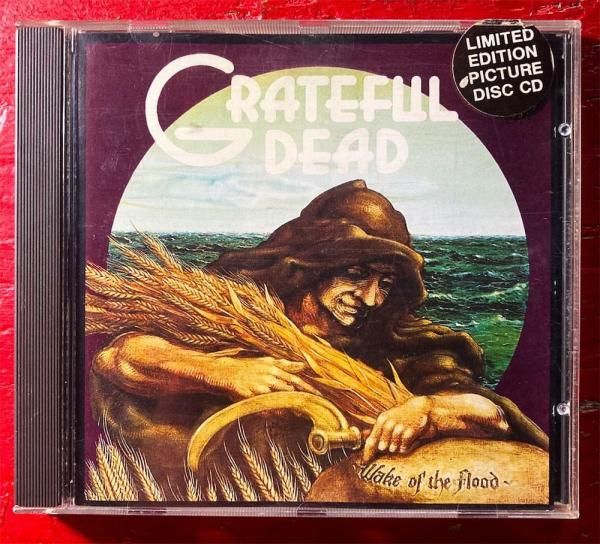 GRATEFUL
DEAD
LIMITED
EDITION
PICTURE
DISC CD
Wake of the Flood